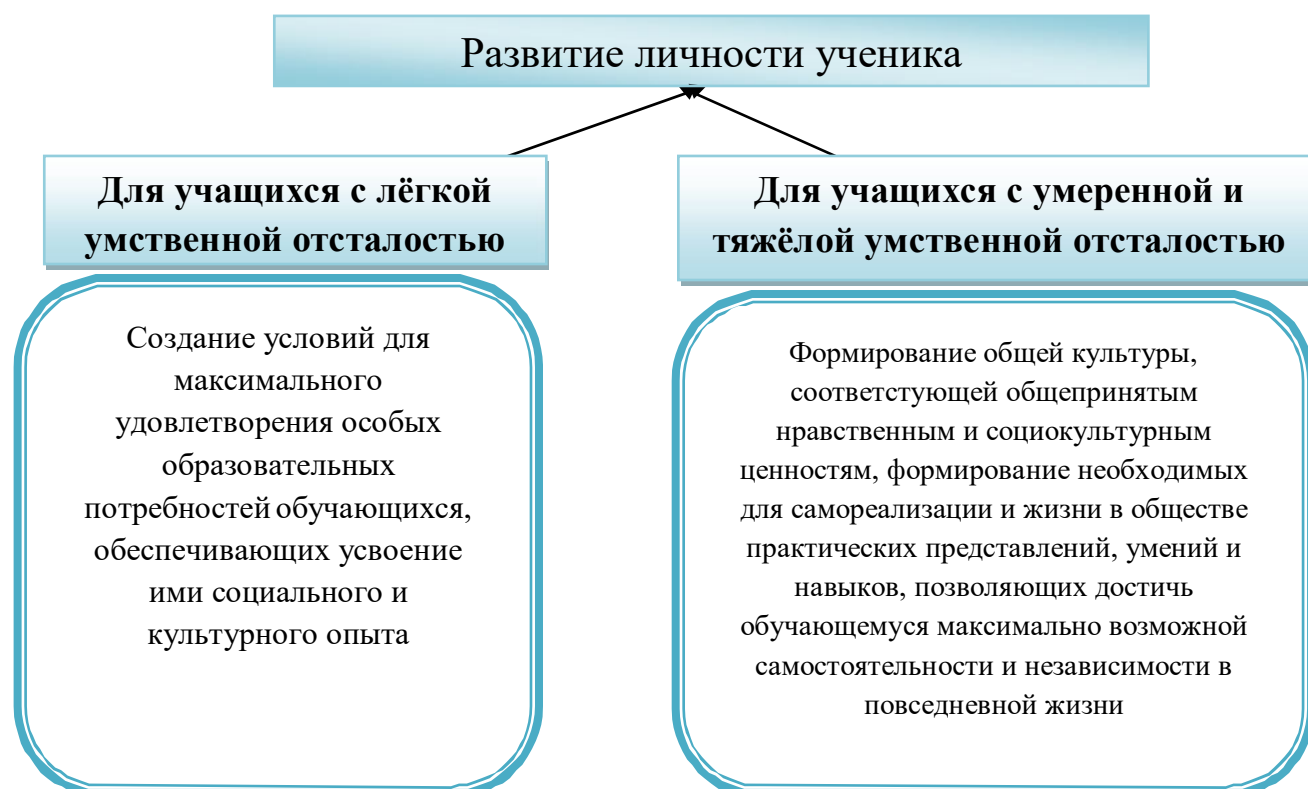 Развитие личности ученика
Для учащихся с лёгкой
умственной отсталостью
Создание условий для
максимального
удовлетворения особых
образовательных
потребностей обучающихся,
обеспечивающих усвоение
ими социального и
культурного опыта
Для учащихся с умеренной и
тяжёлой умственной отсталостью
Формирование общей культуры,
соответстующей общепринятым
нравственным и социокультурным
ценностям, формирование необходимых
для самореализации и жизни в обществе
практических представлений, умений и
навыков, позволяющих достичь
обучающемуся максимально возможной
самостоятельности и независимости в
повседневной жизни